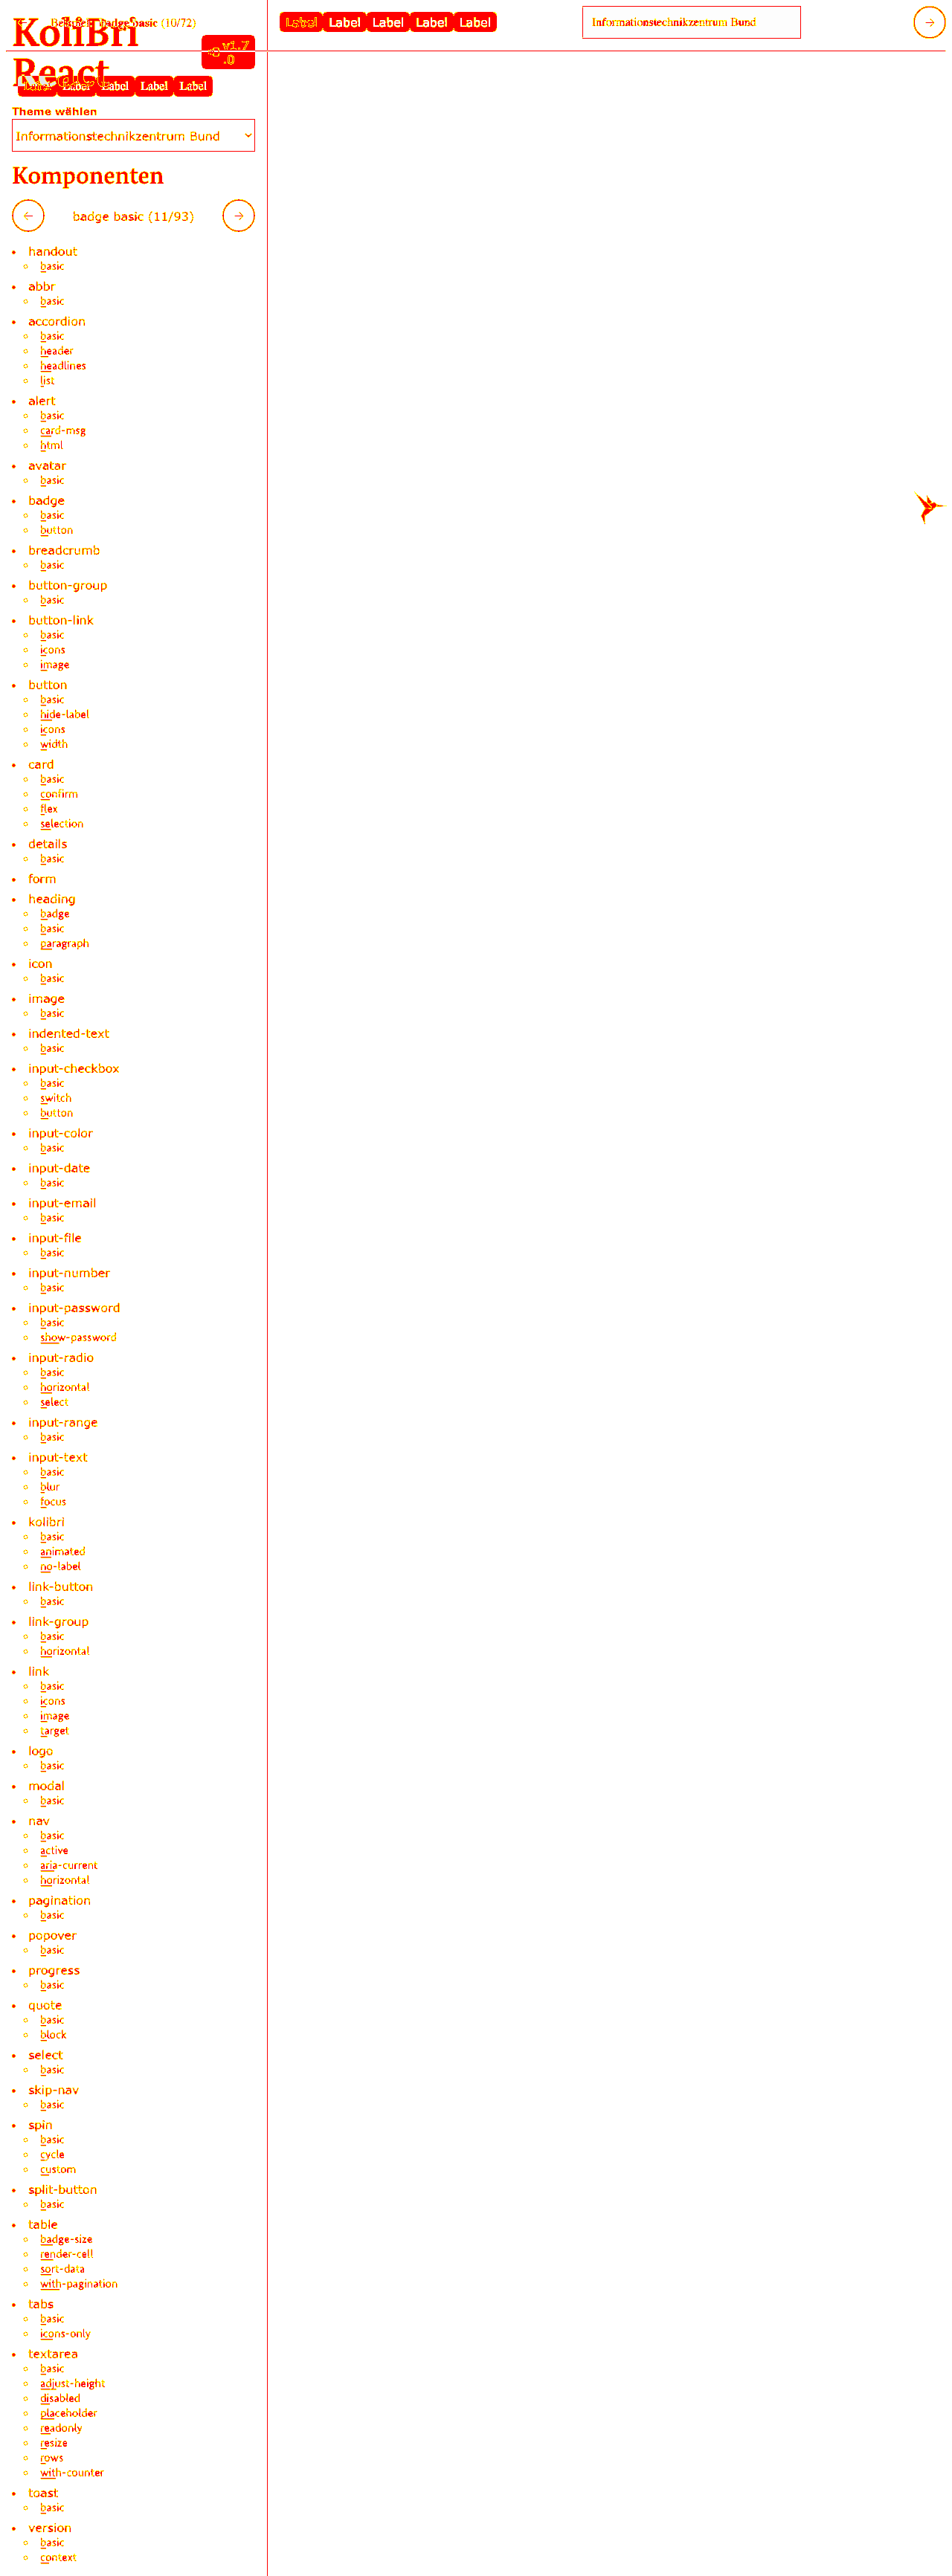 Beispiel: badge basic (10/72)
Label Label Label Label Label
Informationstechnikzentrum Bund
KoliBri
React
v1.7
.0
Label Label Label Label Label
Theme wählen
Informationstechnikzentrum Bund
Komponenten
badge basic (11/93)
handout
basic
abbr
basic
accordion
basic
header
headlines
list
alert
basic
card-msg
html
avatar
basic
badge
basic
button
breadcrumb
basic
button-group
basic
button-link
basic
icons
image
button
basic
hide-label
icons
width
card
basic
confirm
flex
selection
details
basic
form
heading
badge
basic
paragraph
icon
basic
image
basic
indented-text
basic
input-checkbox
basic
switch
button
input-color
basic
input-date
basic
input-email
basic
input-file
basic
input-number
basic
input-password
basic
show-password
input-radio
basic
horizontal
select
input-range
basic
input-text
basic
blur
focus
kolibri
basic
animated
no-label
link-button
basic
link-group
basic
horizontal
link
basic
icons
image
target
logo
basic
modal
basic
nav
basic
active
aria-current
horizontal
pagination
basic
popover
basic
progress
basic
quote
basic
block
select
basic
skip-nav
basic
spin
basic
cycle
custom
split-button
basic
table
badge-size
render-cell
sort-data
with-pagination
tabs
basic
icons-only
textarea
basic
adjust-height
disabled
placeholder
readonly
resize
rows
with-counter
toast
basic
version
basic
context